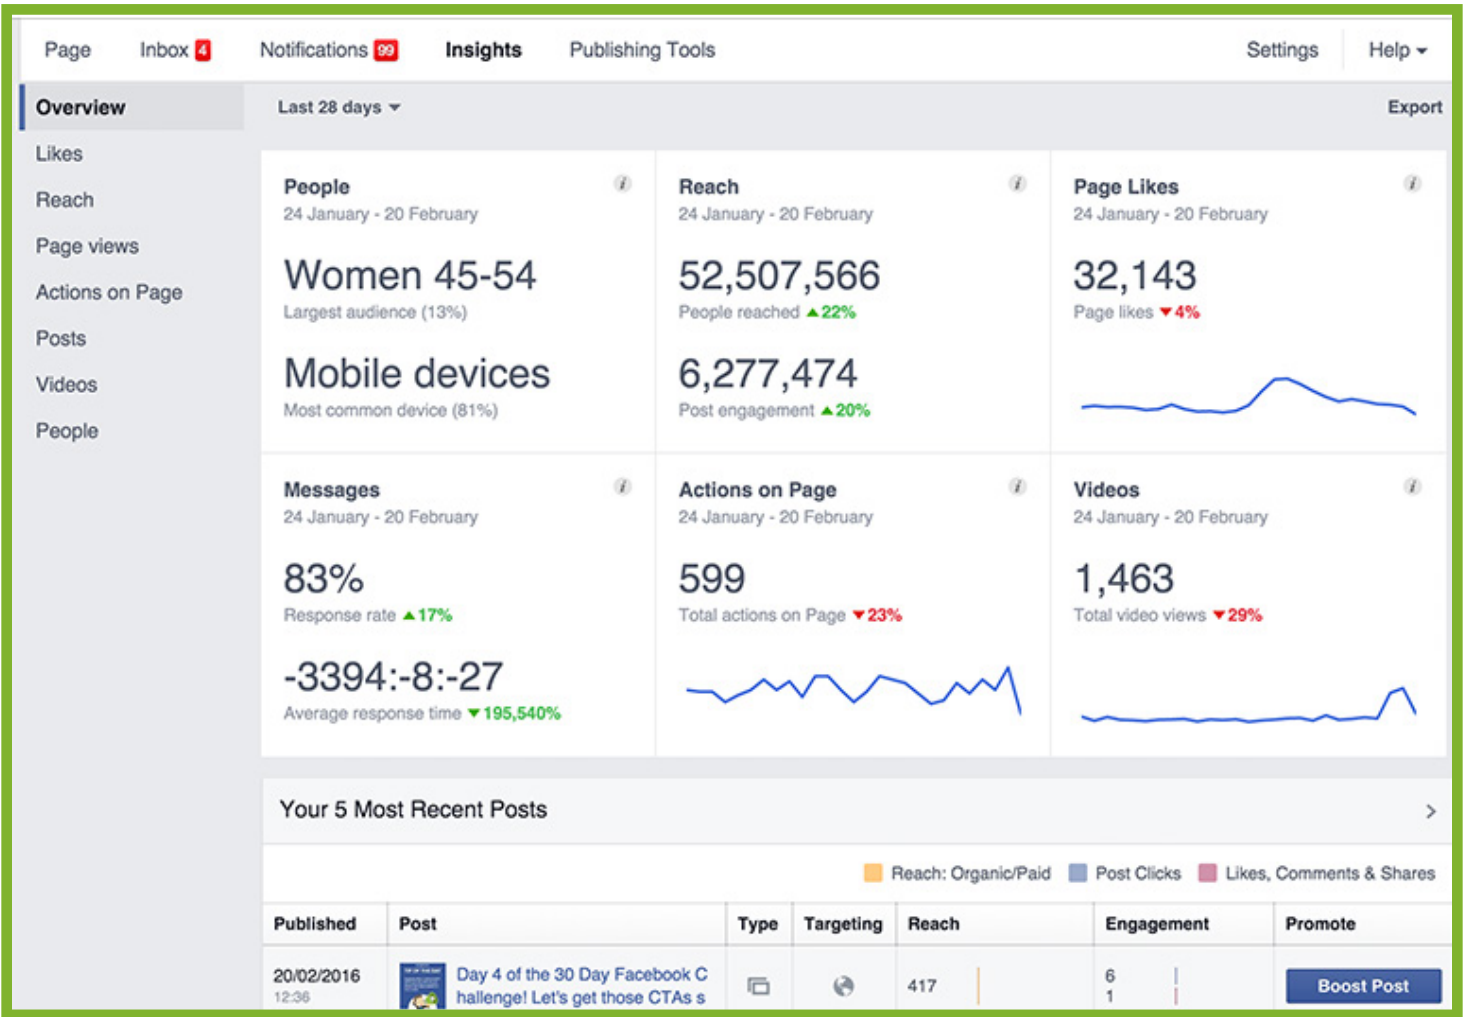 Page Inbox 4 Notifications 99 Insights Publishing Tools Settings Help
Overview
Likes
Reach
Page views
Actions on Page
Posts
Videos
People
Last 28 days Export
People
24 January - 20 February
Women 45-54
Largest audience (13%)
Mobile devices
Most common device (81%)
Reach
24 January - 20 February
52,507,566
People reached ▲22%
6,277,474
Post engagement ▲20%
Page Likes
24 January - 20 February
32,143
Page likes ▼4%
Messages
24 January - 20 February
83%
Response rate ▲17%
-3394:-8:-27
Average response time ▼195,540%
Actions on Page
24 January - 20 February
599
Total actions on Page ▼23%
Videos
24 January - 20 February
1,463
Total video views ▼29%
Your 5 Most Recent Posts
Reach: Organic/Paid Post Clicks Likes, Comments & Shares
Published Post Type Targeting Reach Engagement Promote
20/02/2016
12:36
Day 4 of the 30 Day Facebook C
hallenge! Let's get those CTAs s
417
6
1
Boost Post